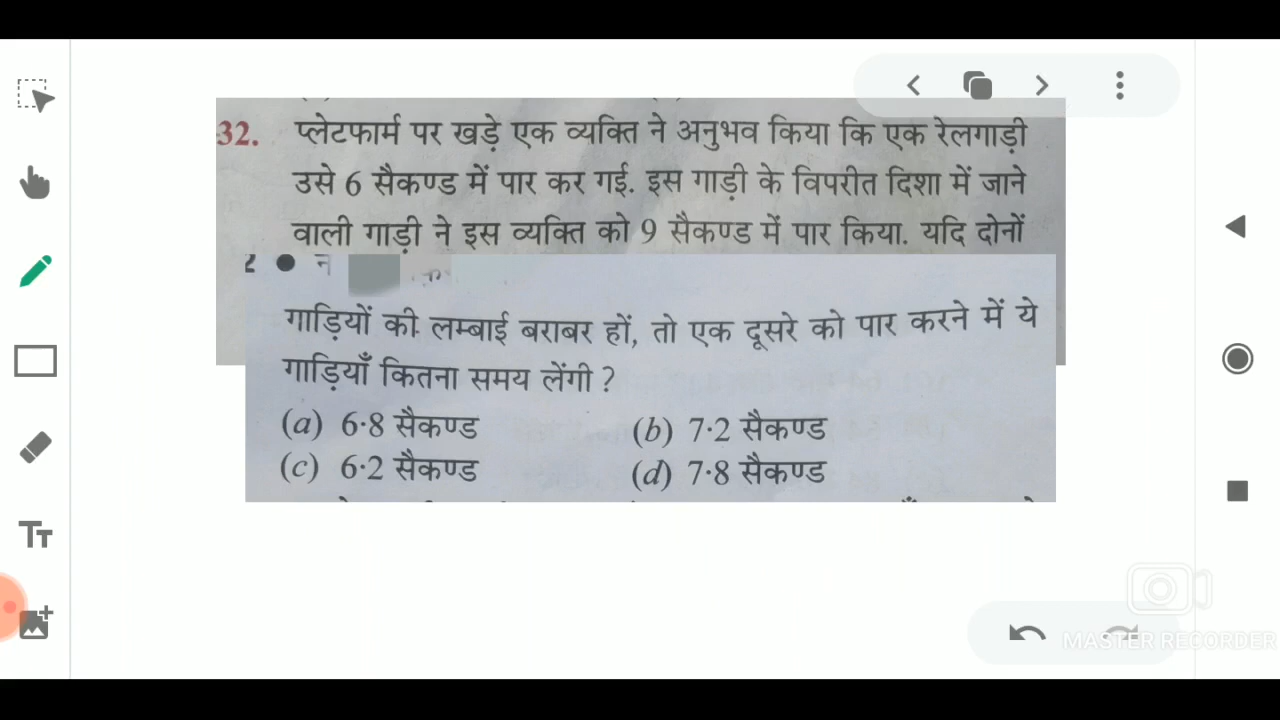 32. प्लेटफार्म पर खड़े एक व्यक्ति ने अनुभव किया कि एक रेलगाड़ी
उसे 6 सैकण्ड में पार कर गई. इस गाड़ी के विपरीत दिशा में जाने
वाली गाड़ी ने इस व्यक्ति को 9 सैकण्ड में पार किया. यदि दोनों
गाड़ियों की लम्बाई बराबर हों, तो एक दूसरे को पार करने में ये
गाड़ियाँ कितना समय लेंगी ?
(a) 6·8 सैकण्ड (b) 7·2 सैकण्ड
(c) 6·2 सैकण्ड (d) 7·8 सैकण्ड
TT
MASTER RECORDER